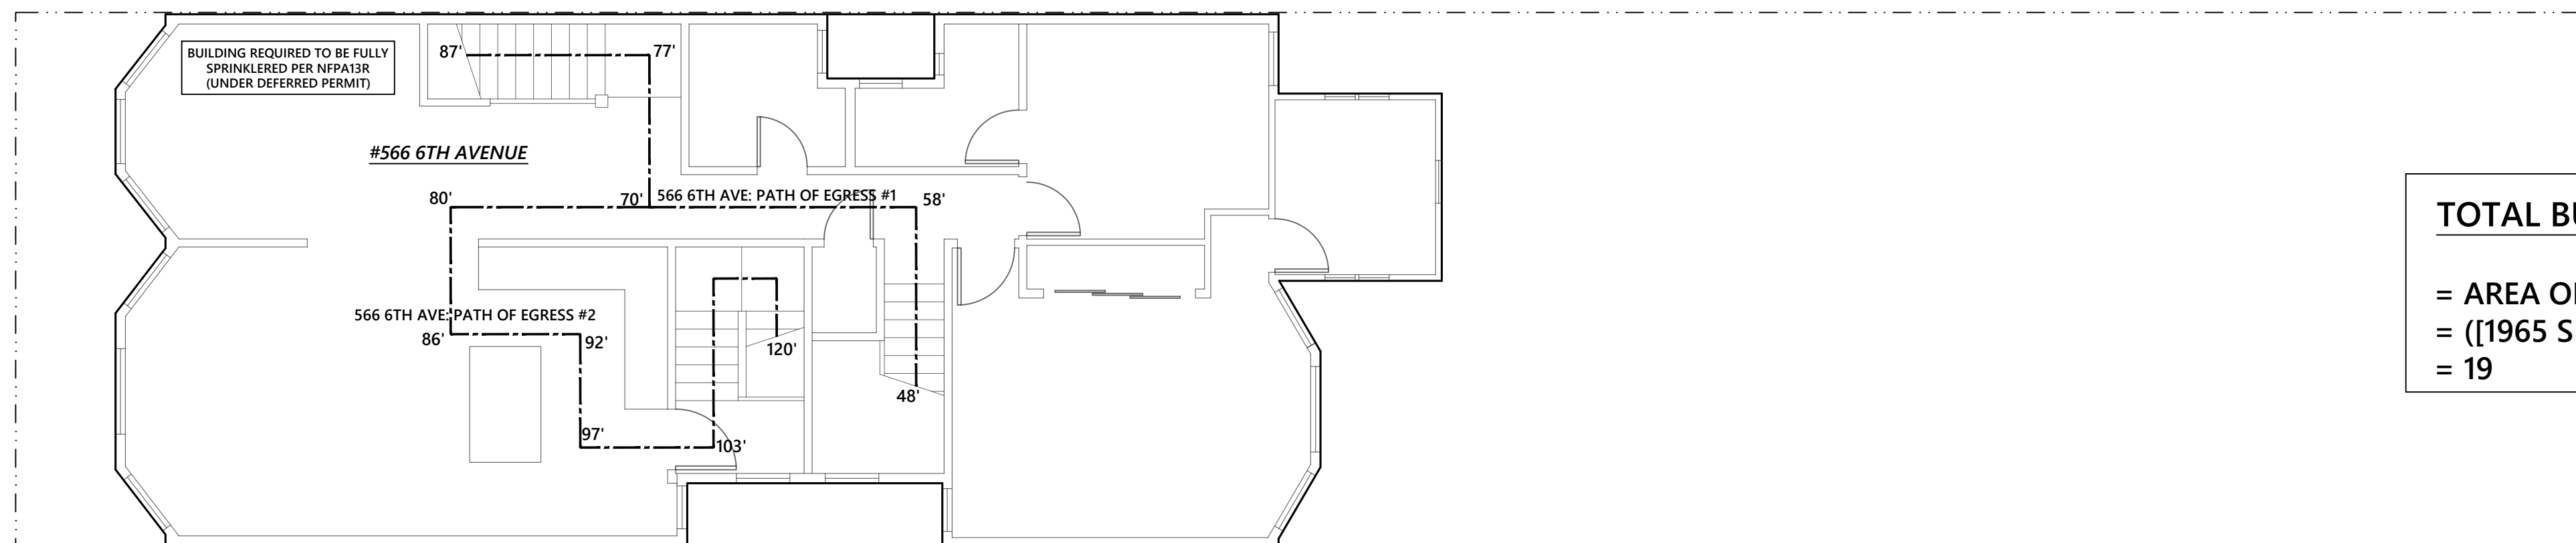 BUILDING REQUIRED TO BE FULLY
SPRINKLERED PER NFPA13R
(UNDER DEFERRED PERMIT)
87'
77'
#566 6TH AVENUE
80'
70'
566 6TH AVE: PATH OF EGRESS #1
58'
566 6TH AVE: PATH OF EGRESS #2
86'
92'
120'
48'
97'
103'
TOTAL BU
= AREA O
= ([1965 S
= 19